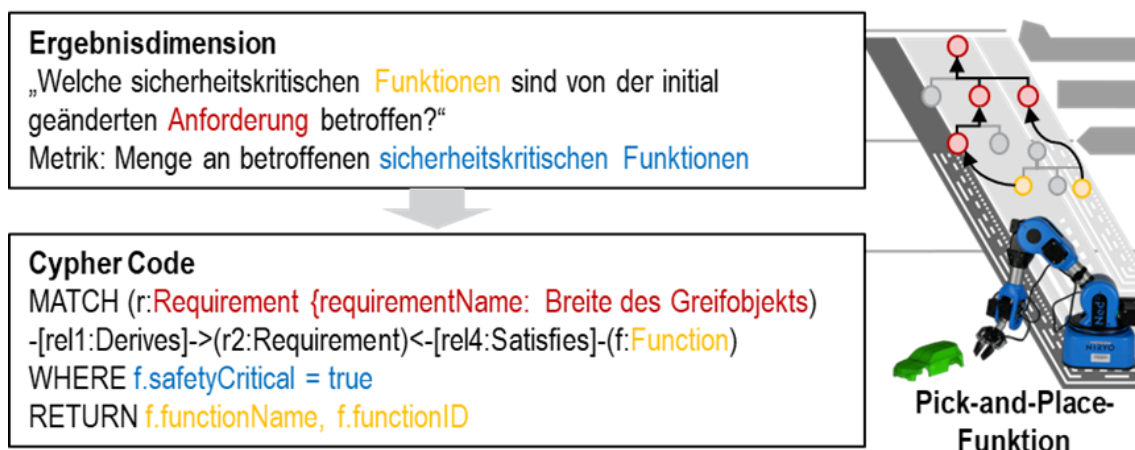 Ergebnisdimension
„Welche sicherheitskritischen Funktionen sind von der initial
geänderten Anforderung betroffen?“
Metrik: Menge an betroffenen sicherheitskritischen Funktionen
Cypher Code
MATCH (r:Requirement {requirementName: Breite des Greifobjekts)
-[rel1:Derives]->(r2:Requirement)<-[rel4:Satisfies]-(f:Function)
WHERE f.safetyCritical = true
RETURN f.functionName, f.functionID
Ned
NIRYO
Pick-and-Place-
Funktion